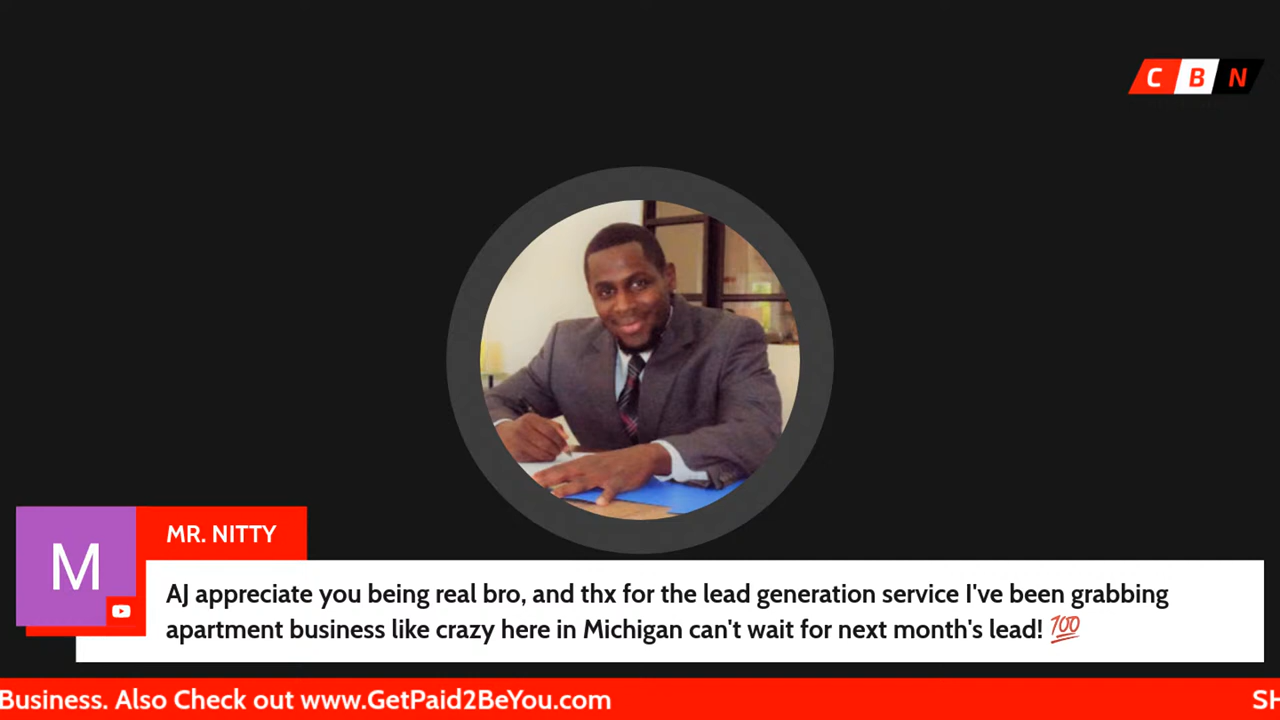 C B N
MR. NITTY
M
AJ appreciate you being real bro, and thx for the lead generation service I've been grabbing
apartment business like crazy here in Michigan can't wait for next month's lead! 💯
Business. Also Check out www.GetPaid2BeYou.com SH